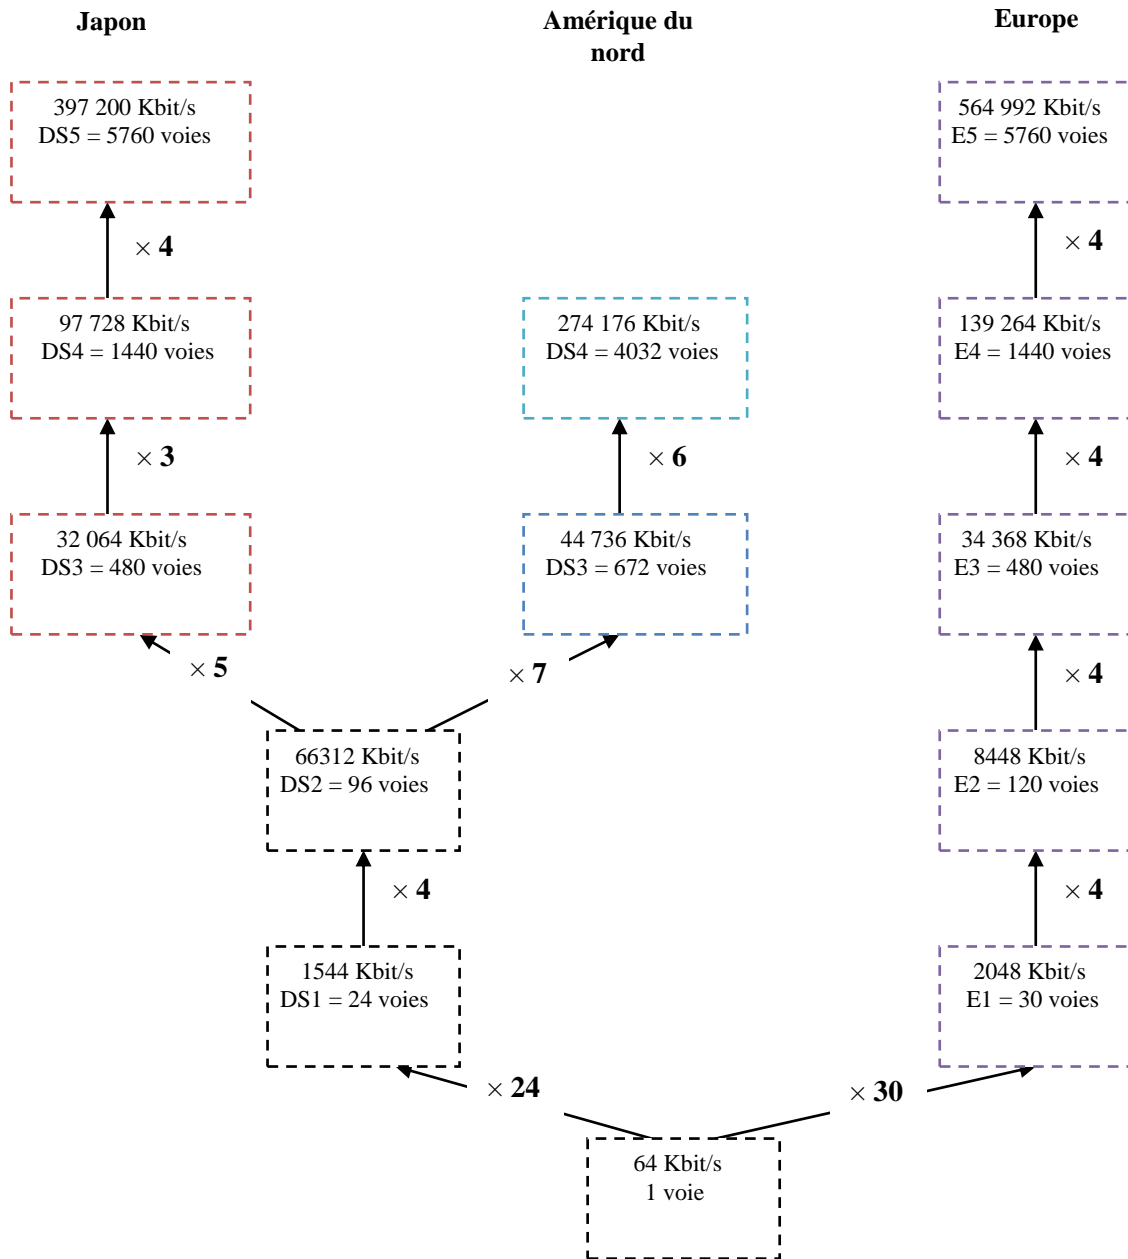 Japon
Amérique du
nord
Europe
397 200 Kbit/s
DS5 = 5760 voies
564 992 Kbit/s
E5 = 5760 voies
× 4
× 4
97 728 Kbit/s
DS4 = 1440 voies
274 176 Kbit/s
DS4 = 4032 voies
139 264 Kbit/s
E4 = 1440 voies
× 3
× 6
× 4
32 064 Kbit/s
DS3 = 480 voies
44 736 Kbit/s
DS3 = 672 voies
34 368 Kbit/s
E3 = 480 voies
× 5
× 7
× 4
66312 Kbit/s
DS2 = 96 voies
8448 Kbit/s
E2 = 120 voies
× 4
× 4
1544 Kbit/s
DS1 = 24 voies
2048 Kbit/s
E1 = 30 voies
× 24
× 30
64 Kbit/s
1 voie